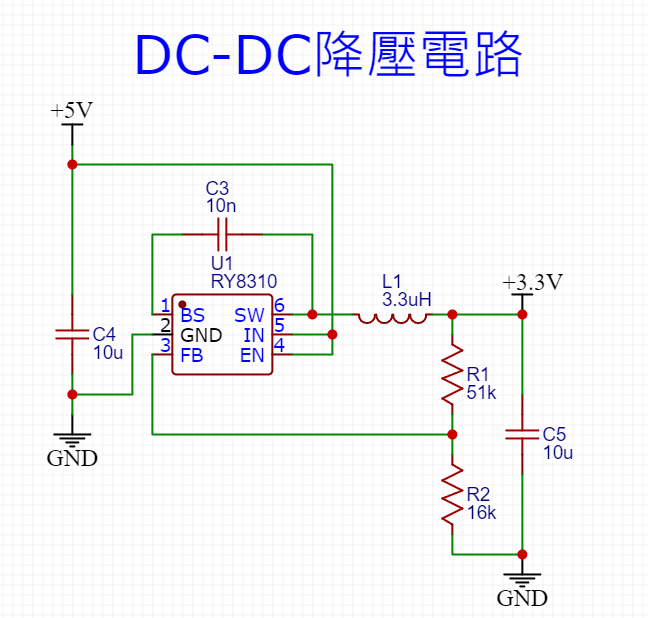 DC-DC降壓電路
+5V
C3
10n
U1
RY8310
1
BS
SW
6
2
GND
IN
5
3
FB
EN
4
L1
3.3uH
+3.3V
C4
10u
GND
R1
51k
C5
10u
R2
16k
GND